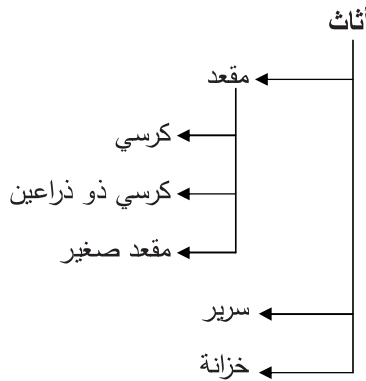 أثاث
مقعد
كرسي
كرسي ذو ذراعين
مقعد صغير
سرير
خزانة